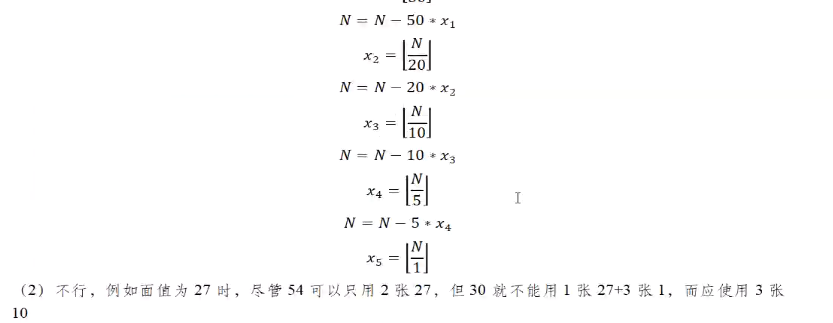 N = N − 50 * x₁
x₂ = ⌊N/20⌋
N = N − 20 * x₂
x₃ = ⌊N/10⌋
N = N − 10 * x₃
x₄ = ⌊N/5⌋
N = N − 5 * x₄
x₅ = ⌊N/1⌋
（2）不行，例如面值为 27 时，尽管 54 可以只用 2 张 27，但 30 就不能用 1 张 27+3 张 1，而应使用 3 张
10